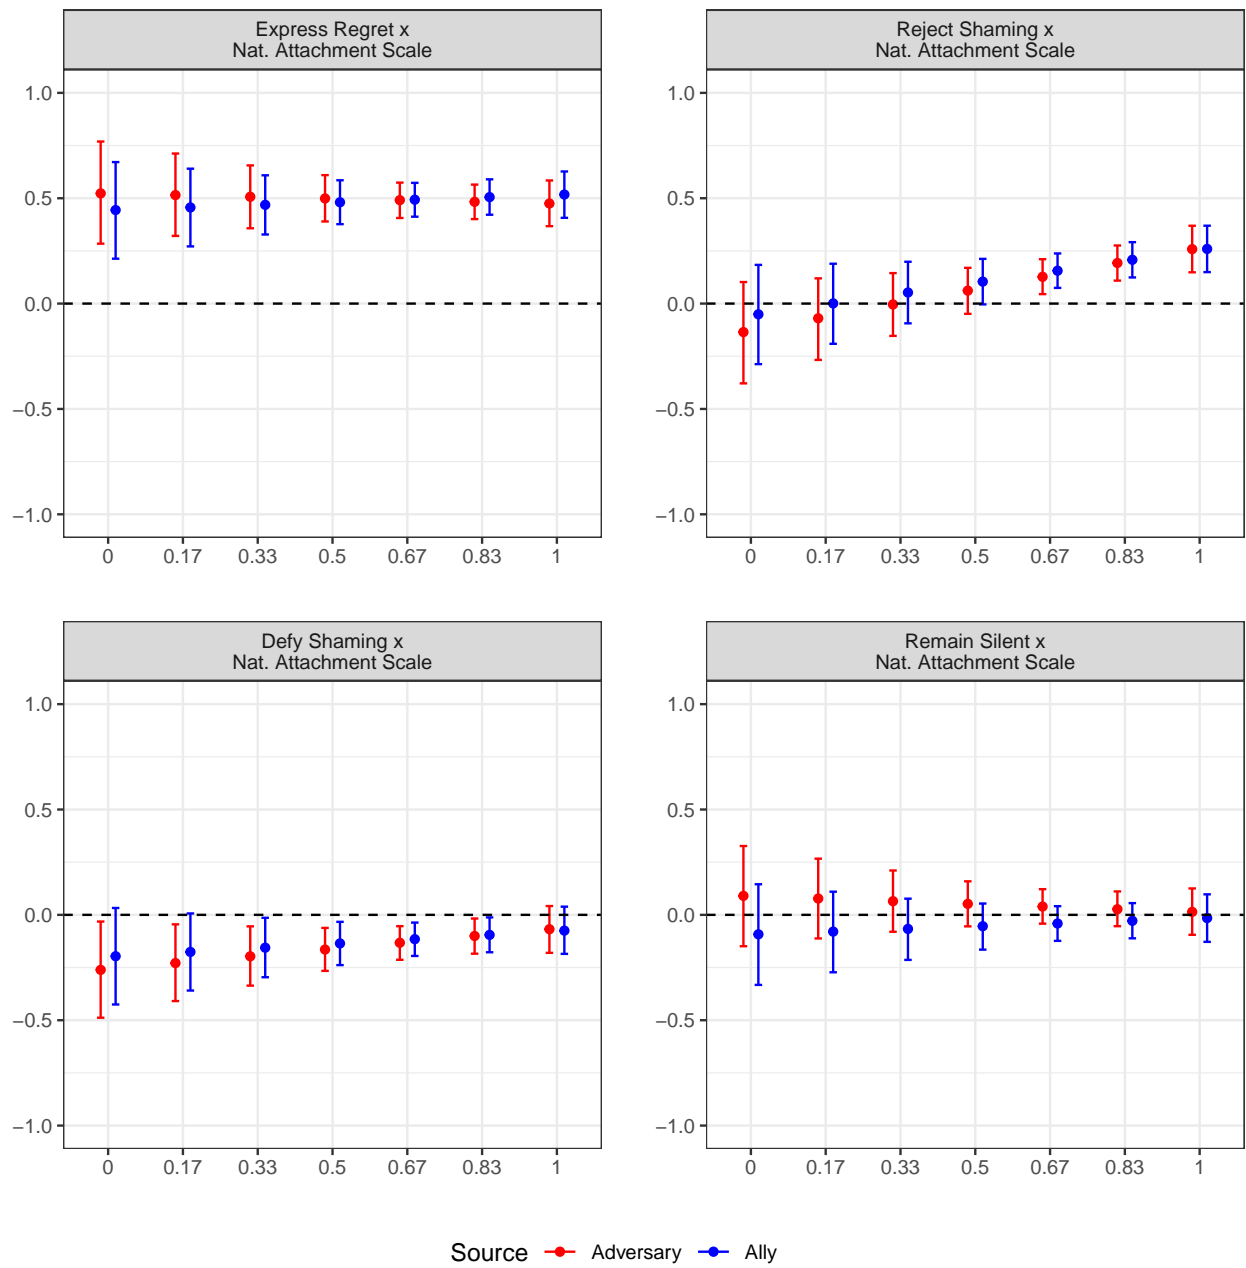 Express Regret x
Nat. Attachment Scale
Reject Shaming x
Nat. Attachment Scale
1.0
0.5
0.0
−0.5
−1.0
1.0
0.5
0.0
−0.5
−1.0
0 0.17 0.33 0.5 0.67 0.83 1
0 0.17 0.33 0.5 0.67 0.83 1
Defy Shaming x
Nat. Attachment Scale
Remain Silent x
Nat. Attachment Scale
1.0
0.5
0.0
−0.5
−1.0
1.0
0.5
0.0
−0.5
−1.0
0 0.17 0.33 0.5 0.67 0.83 1
0 0.17 0.33 0.5 0.67 0.83 1
Source Adversary Ally